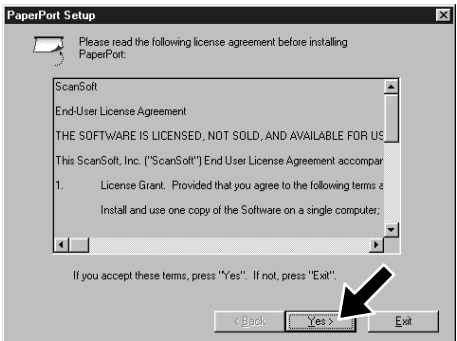 PaperPort Setup
Please read the following license agreement before installing
PaperPort:
ScanSoft
End-User License Agreement
THE SOFTWARE IS LICENSED, NOT SOLD, AND AVAILABLE FOR US
This ScanSoft, Inc. ("ScanSoft") End User License Agreement accompan
1. License Grant. Provided that you agree to the following terms a
Install and use one copy of the Software on a single computer;
If you accept these terms, press "Yes". If not, press "Exit".
< Back Yes > Exit